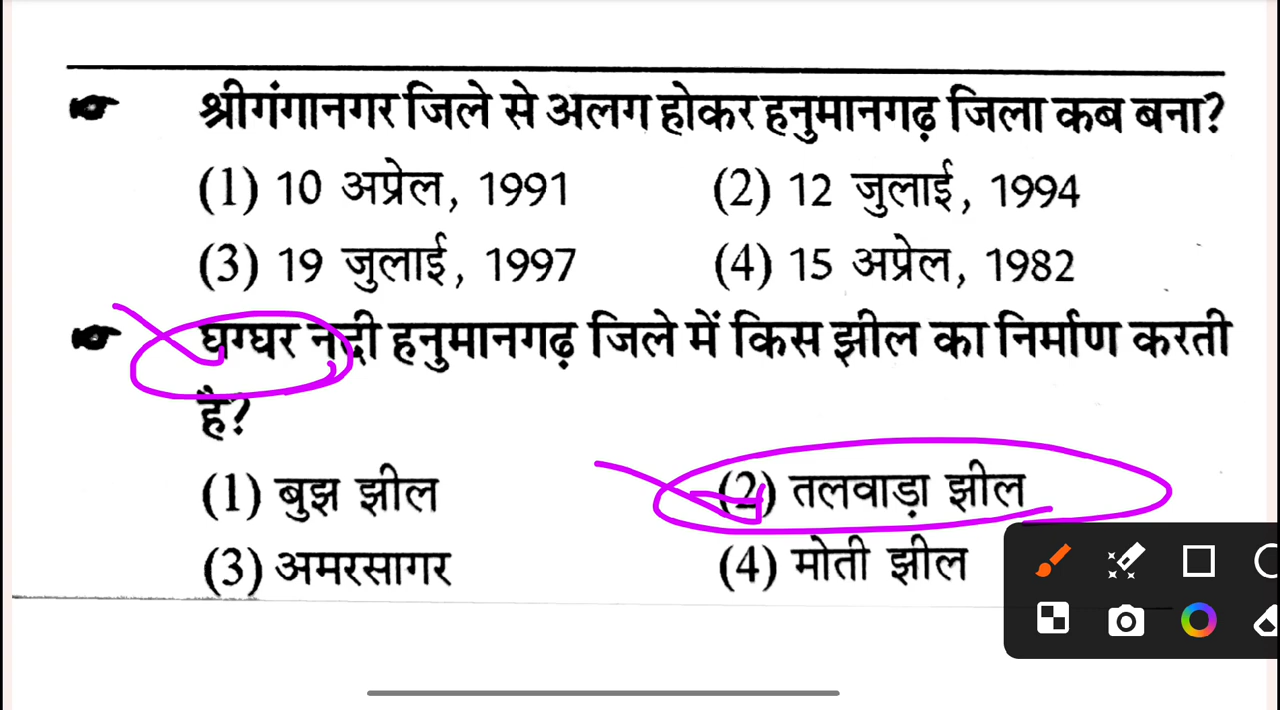 श्रीगंगानगर जिले से अलग होकर हनुमानगढ़ जिला कब बना?
(1) 10 अप्रेल, 1991 (2) 12 जुलाई, 1994
(3) 19 जुलाई, 1997 (4) 15 अप्रेल, 1982
घग्घर नदी हनुमानगढ़ जिले में किस झील का निर्माण करती
है?
(1) बुझ झील (2) तलवाड़ा झील
(3) अमरसागर (4) मोती झील